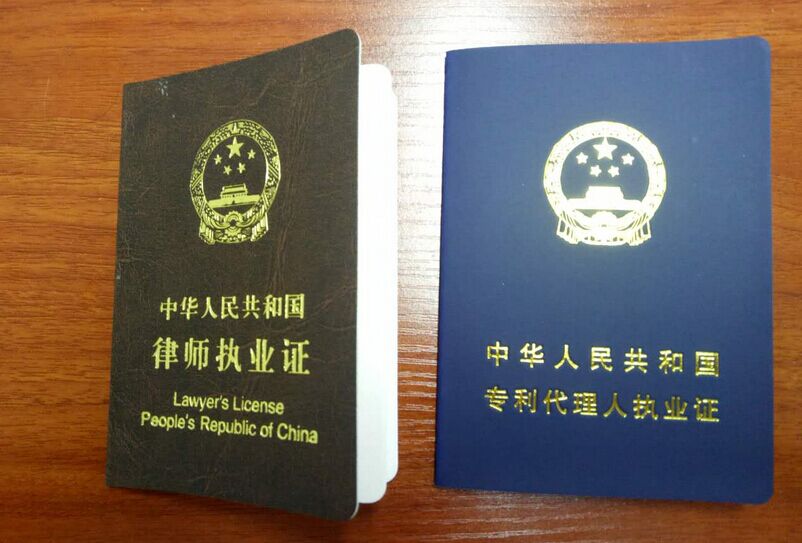 中华人民共和国
律师执业证
Lawyer's License
People's Republic of China
中华人民共和国
专利代理人执业证